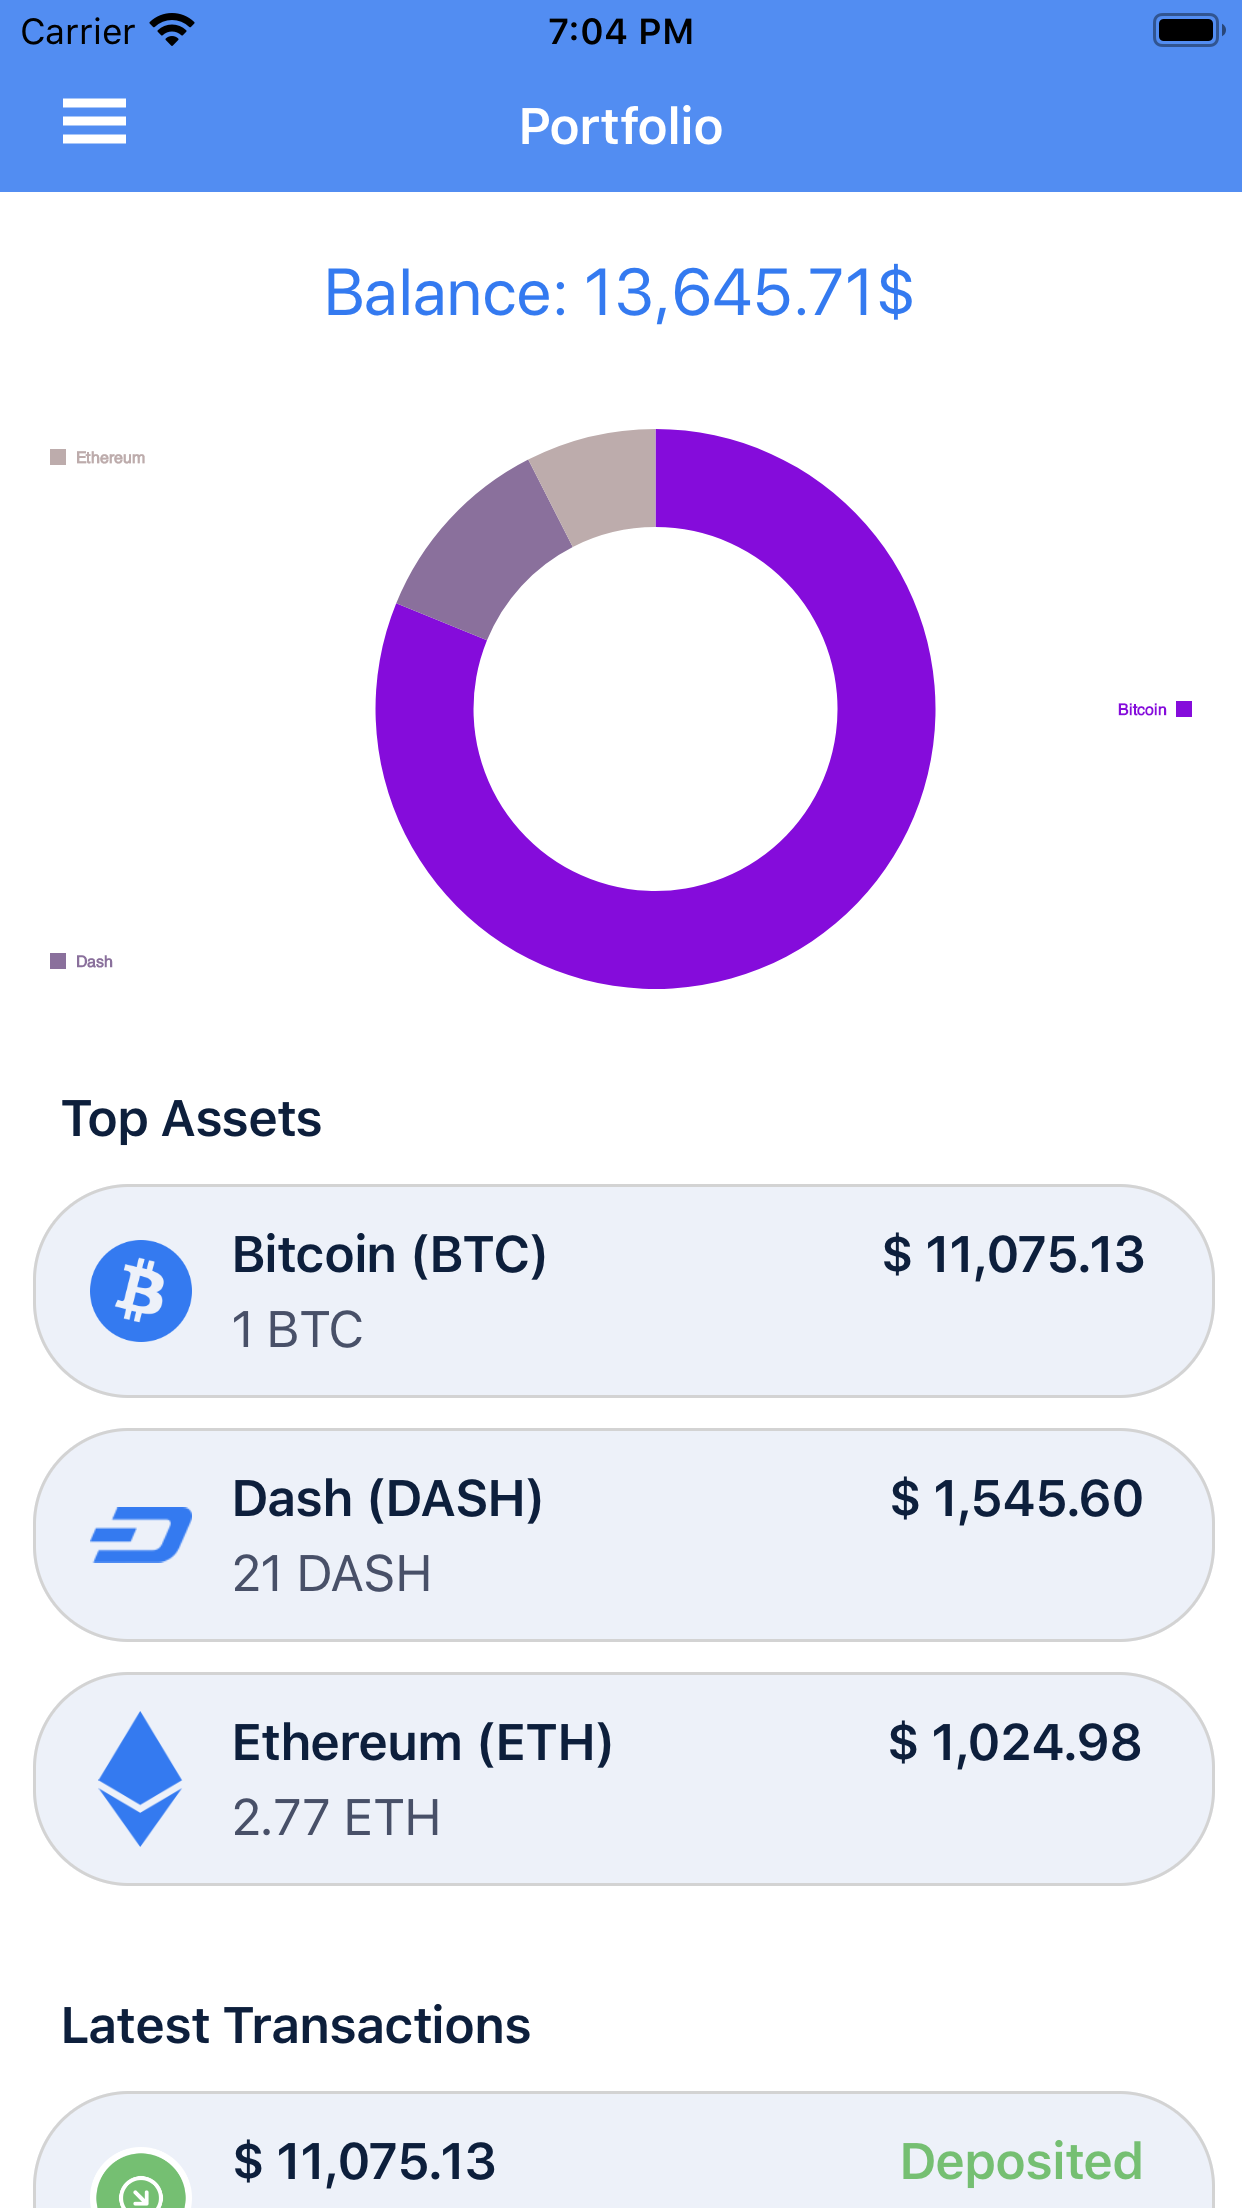 Carrier 7:04 PM
Portfolio
Balance: 13,645.71$
Ethereum
Bitcoin
Dash
Top Assets
Bitcoin (BTC) $ 11,075.13
1 BTC
Dash (DASH) $ 1,545.60
21 DASH
Ethereum (ETH) $ 1,024.98
2.77 ETH
Latest Transactions
$ 11,075.13 Deposited